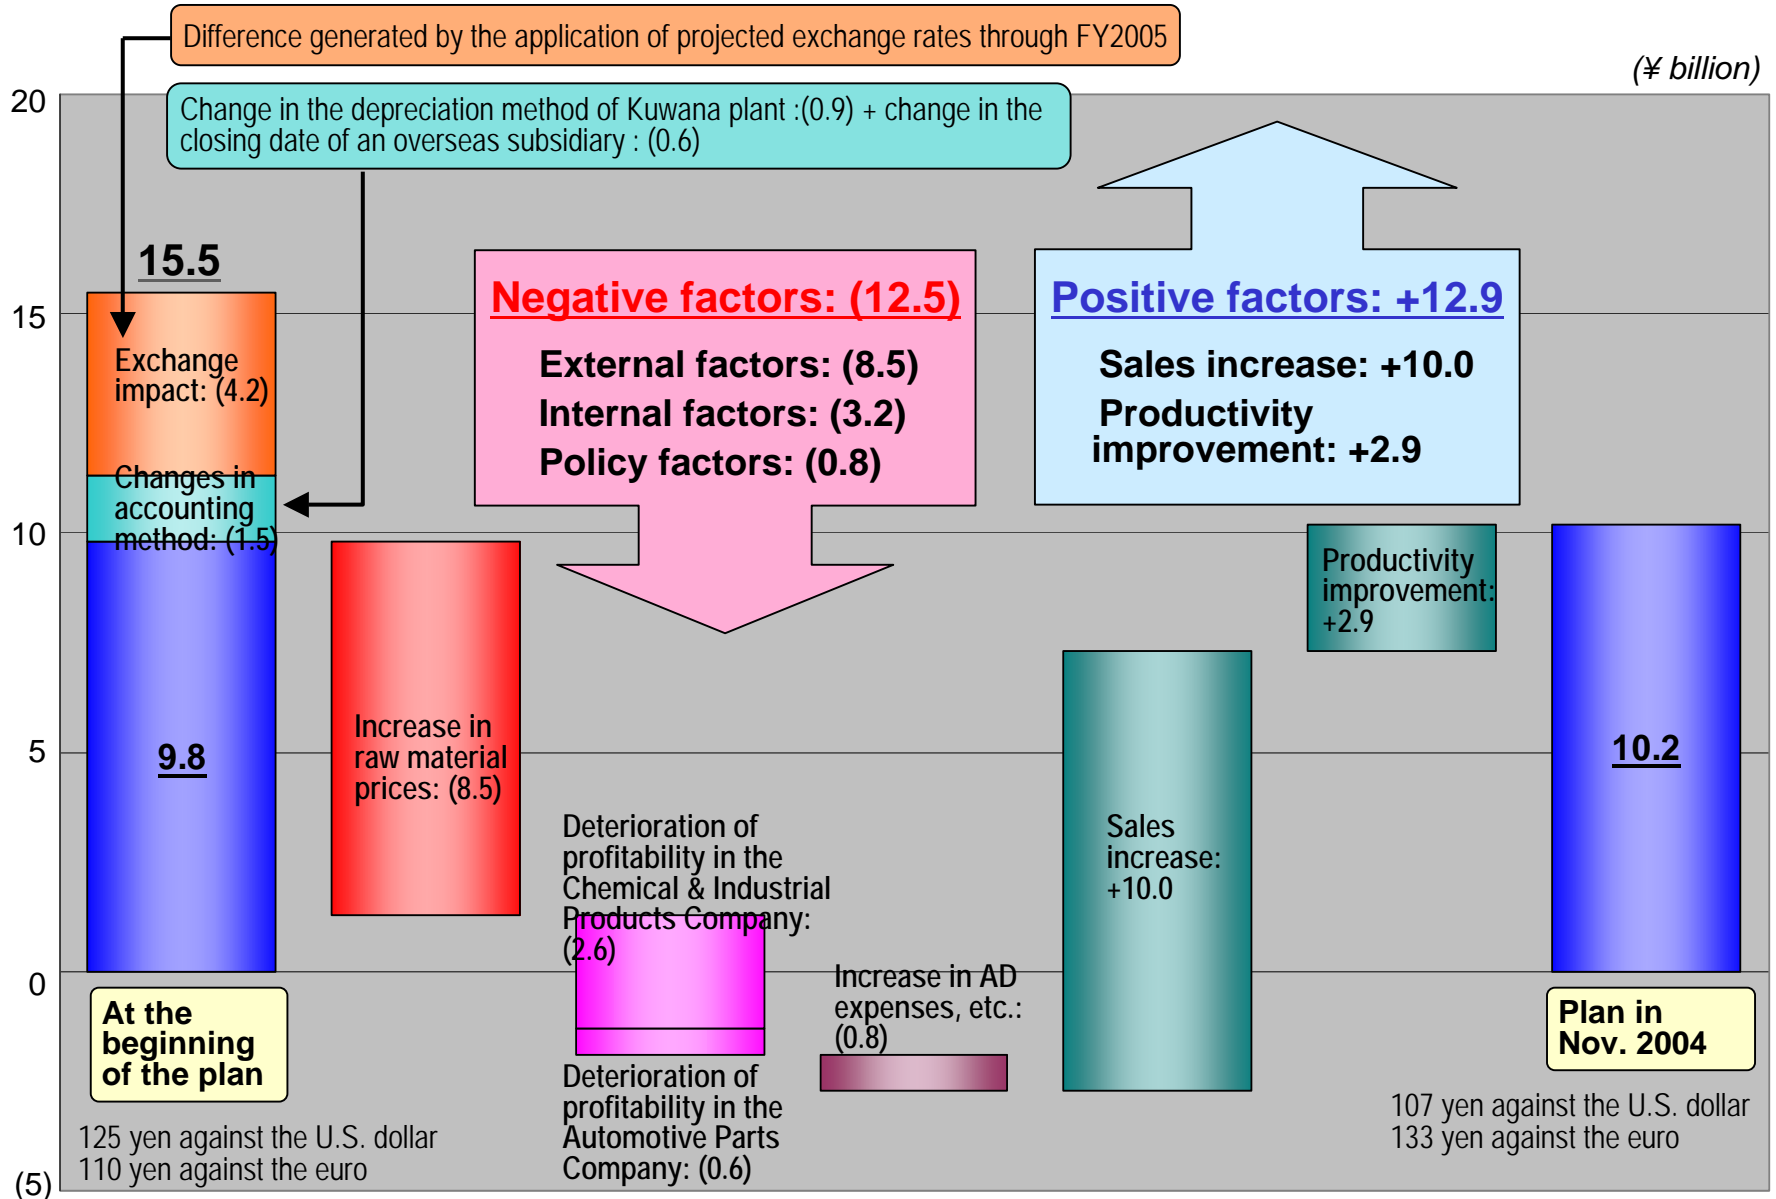 Difference generated by the application of projected exchange rates through FY2005
(¥ billion)
Change in the depreciation method of Kuwana plant :(0.9) + change in the
closing date of an overseas subsidiary : (0.6)
20
15
10
5
0
(5)
15.5
Exchange
impact: (4.2)
Changes in
accounting
method: (1.5)
9.8
At the
beginning
of the plan
125 yen against the U.S. dollar
110 yen against the euro
Increase in
raw material
prices: (8.5)
Negative factors: (12.5)
External factors: (8.5)
Internal factors: (3.2)
Policy factors: (0.8)
Deterioration of
profitability in the
Chemical & Industrial
Products Company:
(2.6)
Deterioration of
profitability in the
Automotive Parts
Company: (0.6)
Increase in AD
expenses, etc.:
(0.8)
Positive factors: +12.9
Sales increase: +10.0
Productivity
improvement: +2.9
Sales
increase:
+10.0
Productivity
improvement:
+2.9
10.2
Plan in
Nov. 2004
107 yen against the U.S. dollar
133 yen against the euro